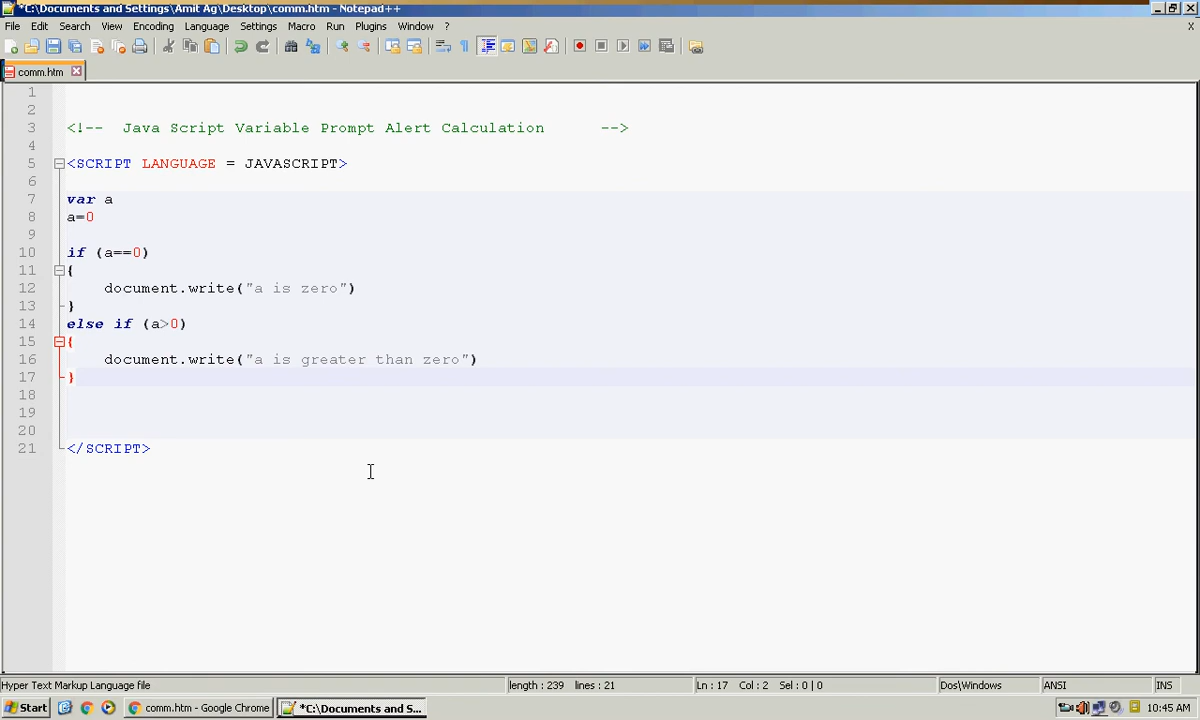 *C:\Documents and Settings\Amit Ag\Desktop\comm.htm - Notepad++
File Edit Search View Encoding Language Settings Macro Run Plugins Window ? X
comm.htm
1
2
3 <!-- Java Script Variable Prompt Alert Calculation -->
4
5 <SCRIPT LANGUAGE = JAVASCRIPT>
6
7 var a
8 a=0
9
10 if (a==0)
11 {
12 document.write("a is zero")
13 }
14 else if (a>0)
15 {
16 document.write("a is greater than zero")
17 }
18
19
20
21 </SCRIPT>
Hyper Text Markup Language file length : 239 lines : 21 Ln : 17 Col : 2 Sel : 0 | 0 Dos\Windows ANSI INS
Start comm.htm - Google Chrome *C:\Documents and S... 10:45 AM